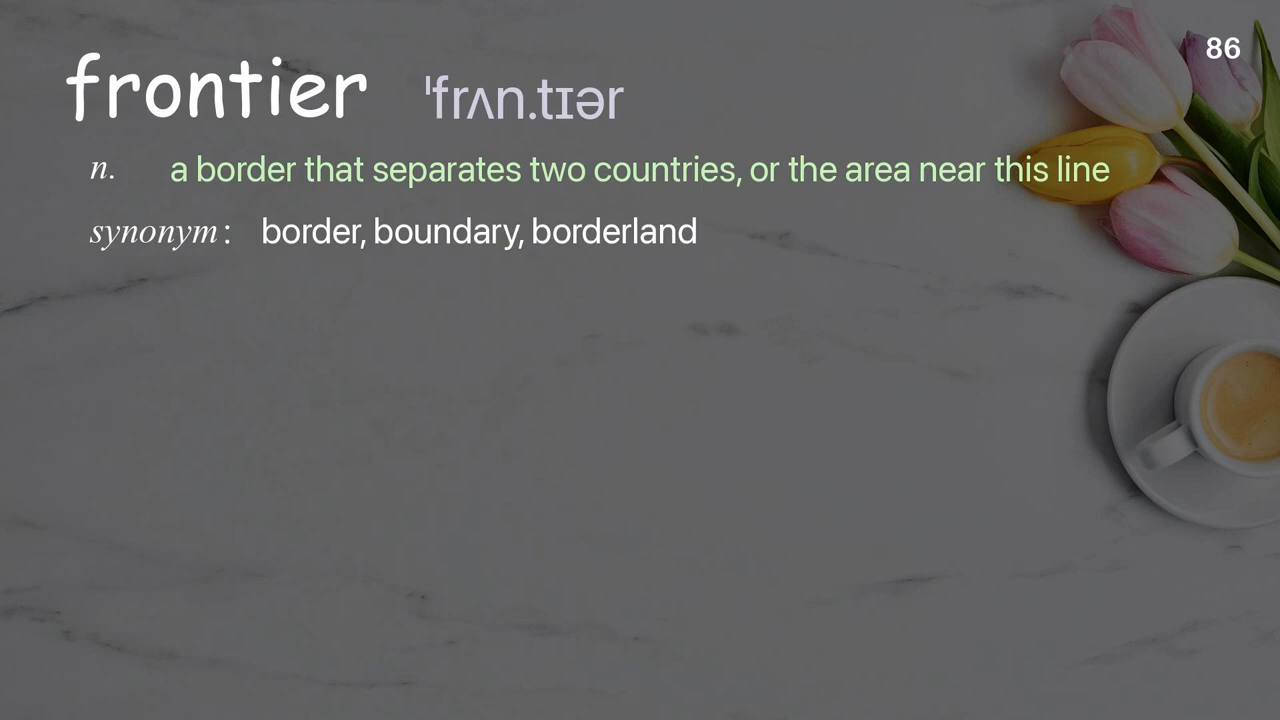 86
frontier ˈfrʌn.tɪər
n. a border that separates two countries, or the area near this line
synonym: border, boundary, borderland